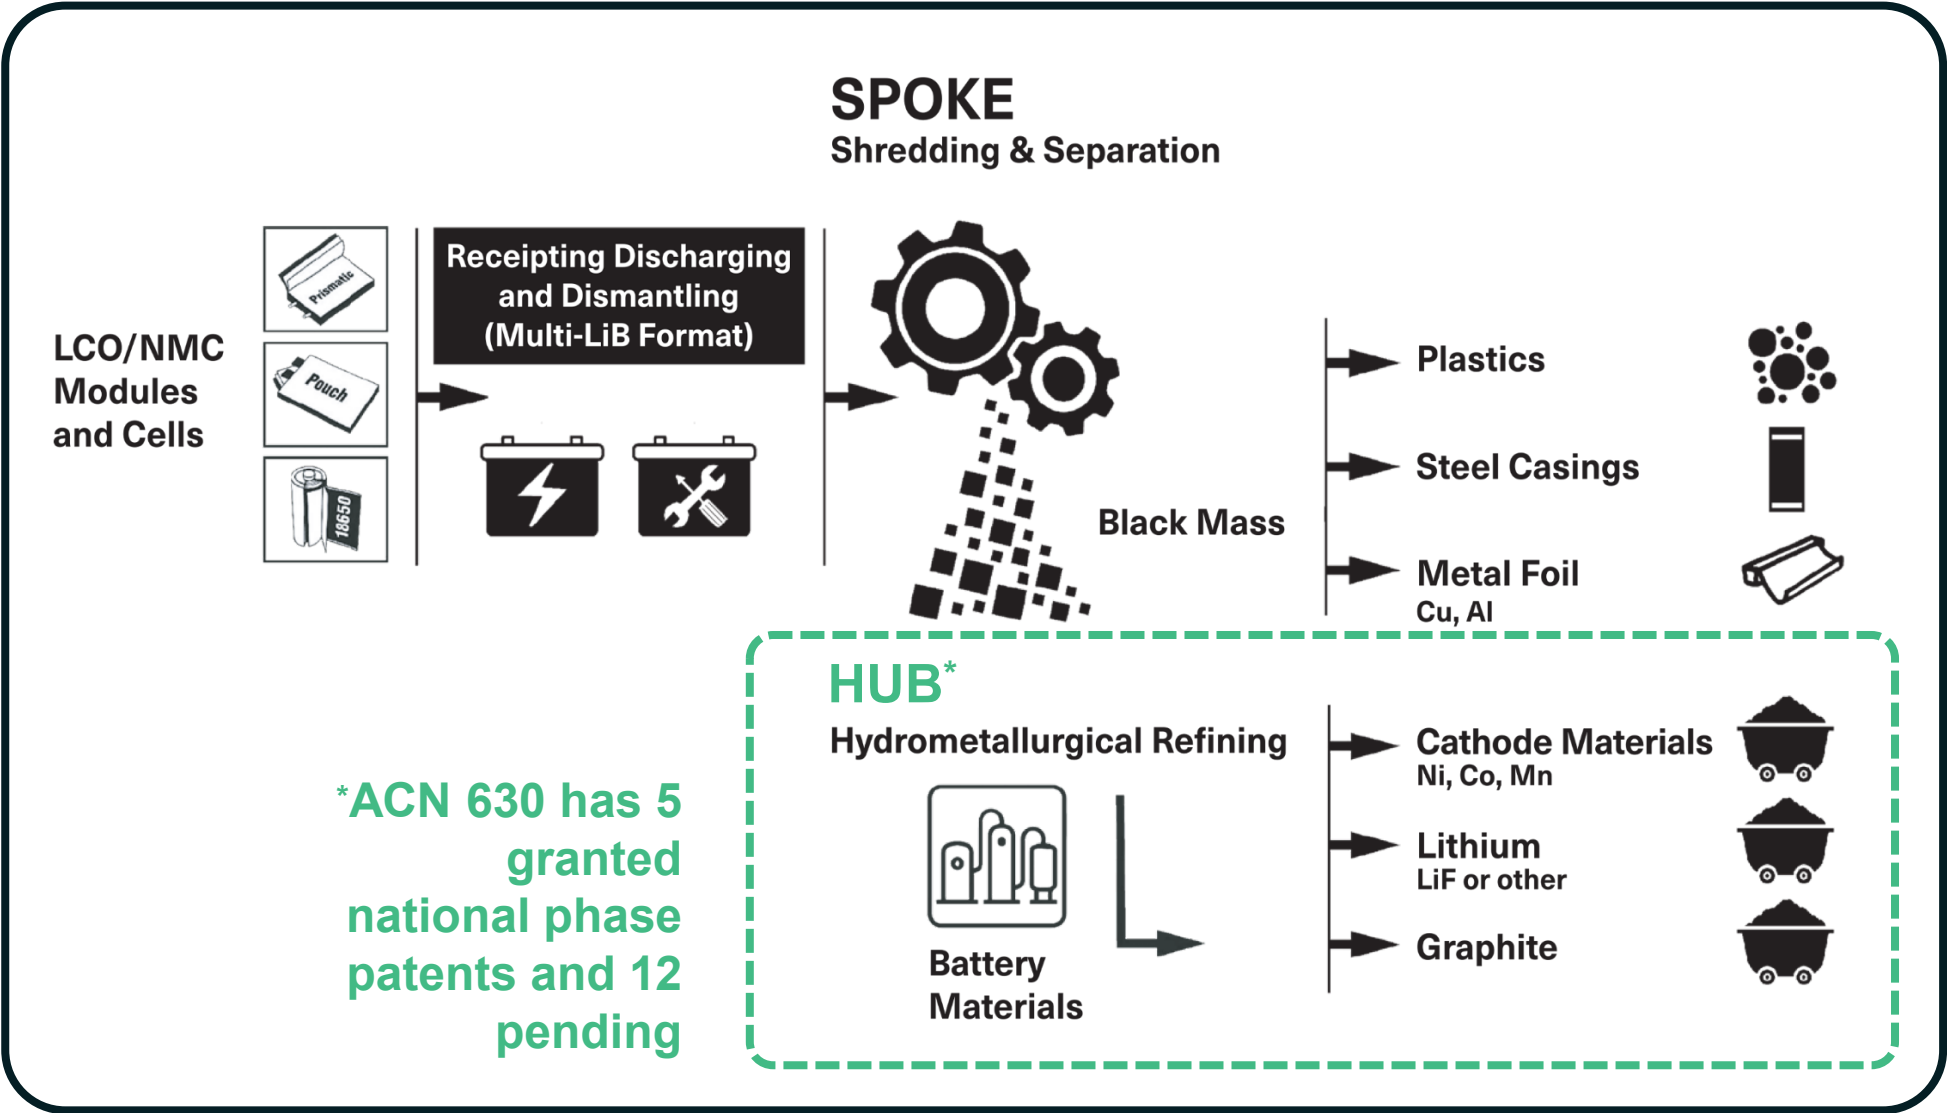 SPOKE
Shredding & Separation
LCO/NMC
Modules
and Cells
Prismatic
Pouch
18650
Receipting Discharging
and Dismantling
(Multi-LiB Format)
Black Mass
Plastics
Steel Casings
Metal Foil
Cu, Al
HUB*
Hydrometallurgical Refining
Battery
Materials
Cathode Materials
Ni, Co, Mn
Lithium
LiF or other
Graphite
*ACN 630 has 5
granted
national phase
patents and 12
pending